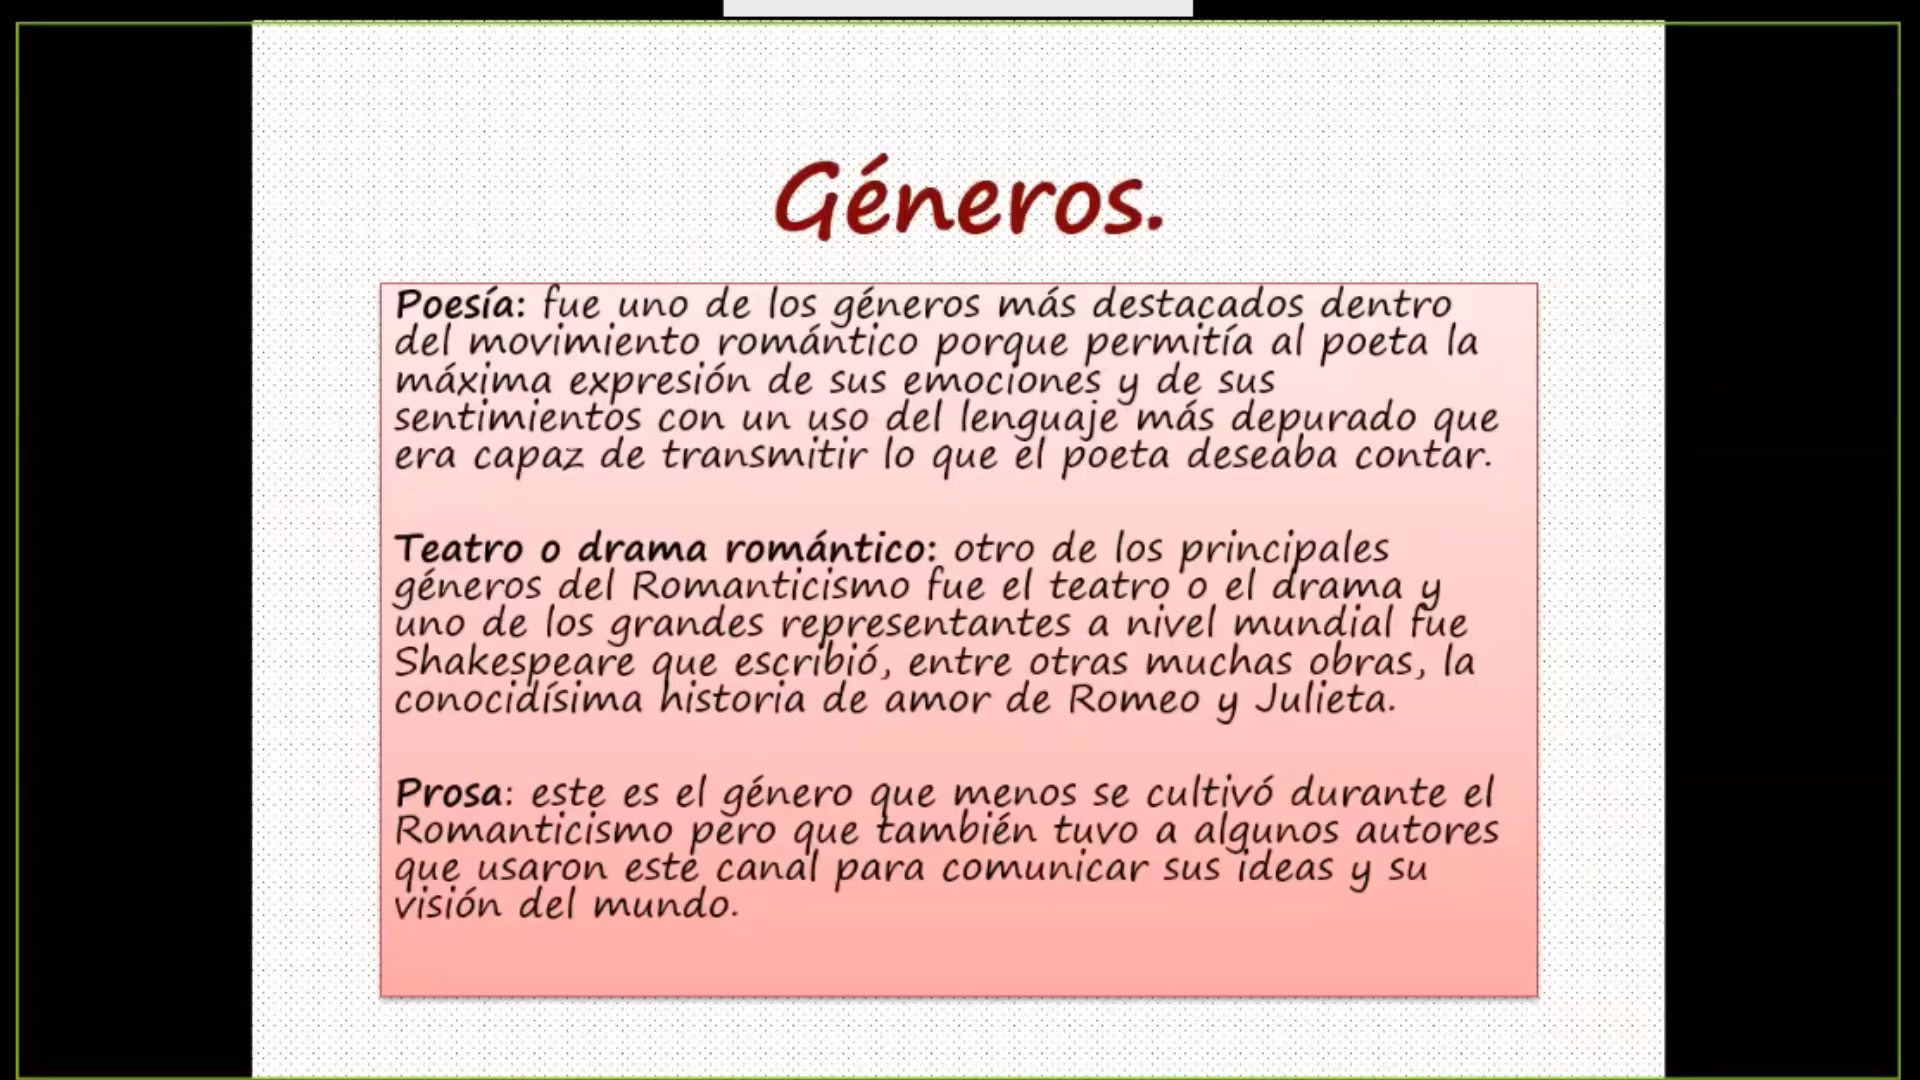 Géneros.
Poesía: fue uno de los géneros más destacados dentro
del movimiento romántico porque permitía al poeta la
máxima expresión de sus emociones y de sus
sentimientos con un uso del lenguaje más depurado que
era capaz de transmitir lo que el poeta deseaba contar.
Teatro o drama romántico: otro de los principales
géneros del Romanticismo fue el teatro o el drama y
uno de los grandes representantes a nivel mundial fue
Shakespeare que escribió, entre otras muchas obras, la
conocidísima historia de amor de Romeo y Julieta.
Prosa: este es el género que menos se cultivó durante el
Romanticismo pero que también tuvo a algunos autores
que usaron este canal para comunicar sus ideas y su
visión del mundo.